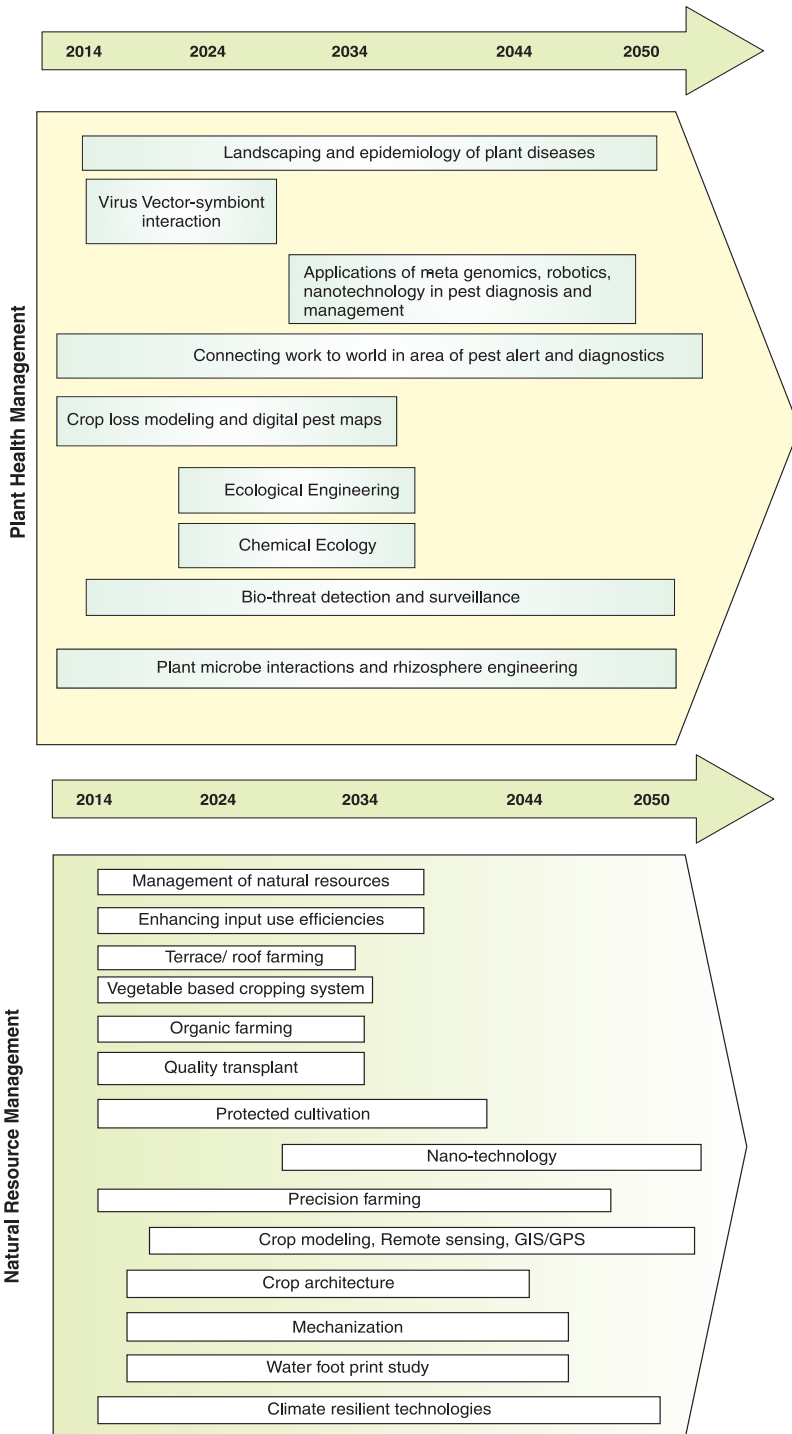 2014 2024 2034 2044 2050
Plant Health Management
Landscaping and epidemiology of plant diseases
Virus Vector-symbiont
interaction
Applications of meta genomics, robotics,
nanotechnology in pest diagnosis and
management
Connecting work to world in area of pest alert and diagnostics
Crop loss modeling and digital pest maps
Ecological Engineering
Chemical Ecology
Bio-threat detection and surveillance
Plant microbe interactions and rhizosphere engineering
2014 2024 2034 2044 2050
Natural Resource Management
Management of natural resources
Enhancing input use efficiencies
Terrace/ roof farming
Vegetable based cropping system
Organic farming
Quality transplant
Protected cultivation
Nano-technology
Precision farming
Crop modeling, Remote sensing, GIS/GPS
Crop architecture
Mechanization
Water foot print study
Climate resilient technologies